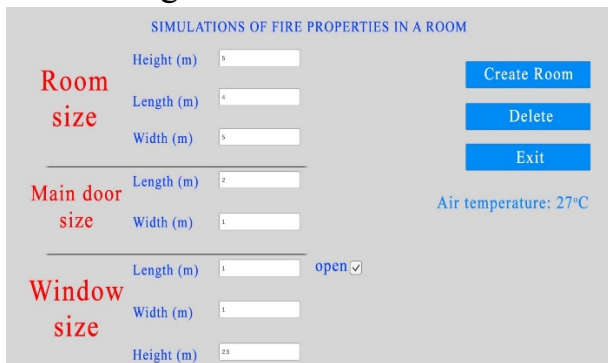 SIMULATIONS OF FIRE PROPERTIES IN A ROOM
Room size
Height (m) 5
Length (m) 4
Width (m) 5
Create Room
Delete
Exit
Main door size
Length (m) 2
Width (m) 1
Air temperature: 27°C
Window size
Length (m) 1
open
Width (m) 1
Height (m) 2.5